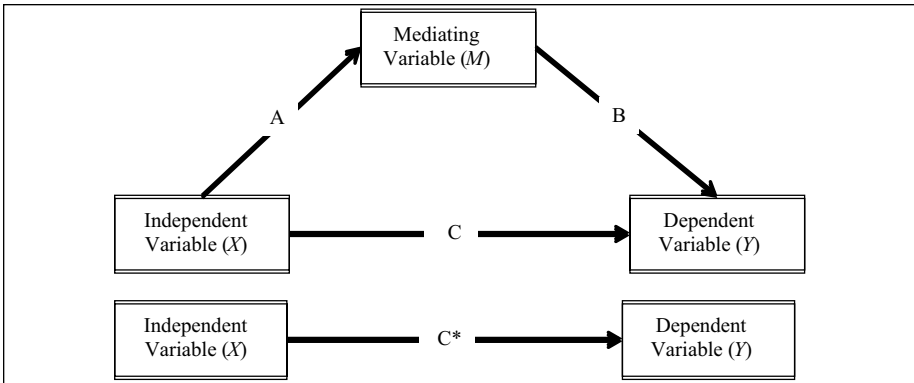 Mediating
Variable (M)
A
B
Independent
Variable (X)
C
Dependent
Variable (Y)
Independent
Variable (X)
C*
Dependent
Variable (Y)